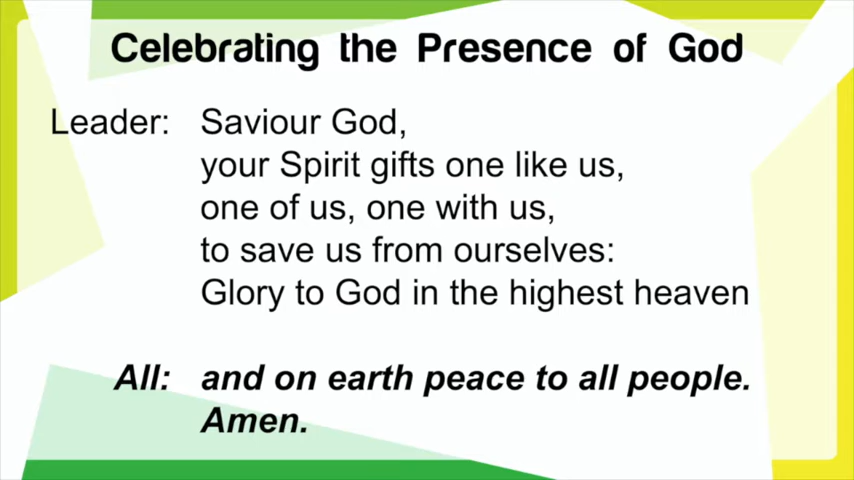 Celebrating the Presence of God
Leader: Saviour God,
your Spirit gifts one like us,
one of us, one with us,
to save us from ourselves:
Glory to God in the highest heaven
All: and on earth peace to all people.
Amen.